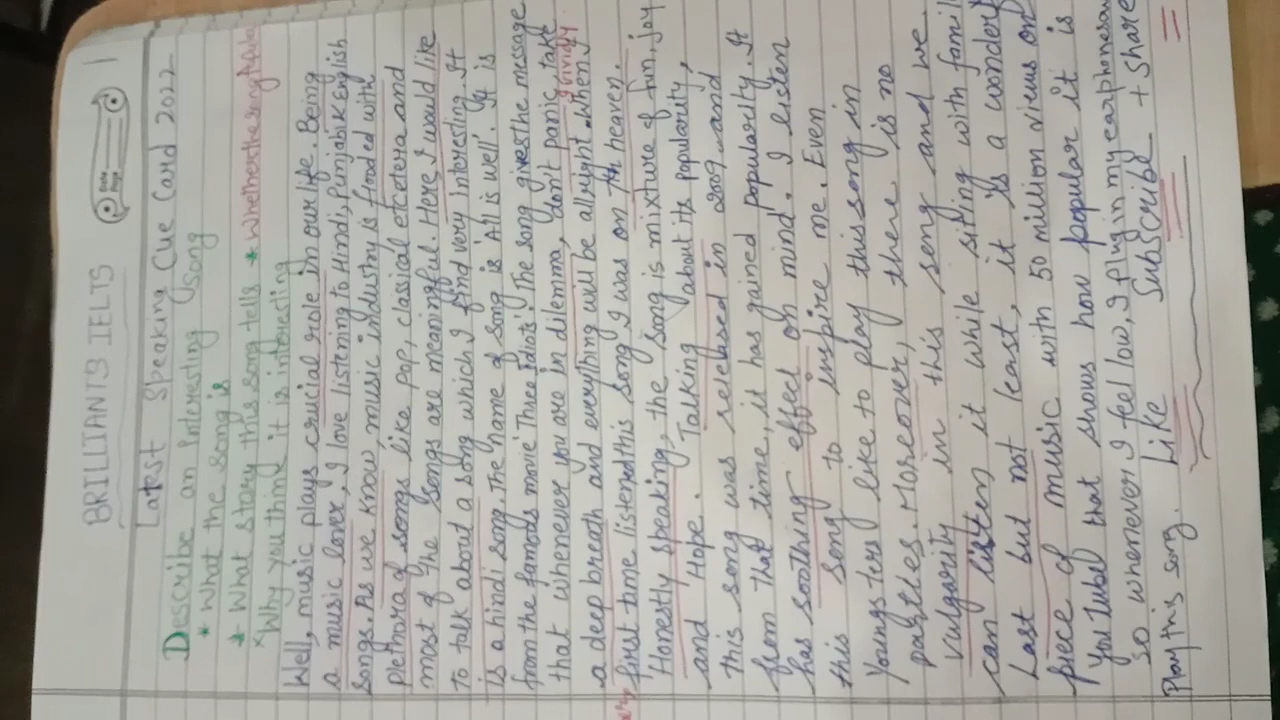 BRILLIANTS IELTS
Date
Page
Latest Speaking Cue Card 2022
Describe an Interesting song
* What the song is
* What story this song tells * Whether the song is
*Why you think it is interesting
Well, music plays crucial role in our life. Being
a music lover, I love listening to Hindi, Punjabi & English
songs. As we know, music industry is flooded with
plethora of songs like pop, classical etcetera and
most of the songs are meaningful. Here, I would like
to talk about a song which I find very interesting. It
is a hindi song. The name of song is 'All is well'. It is
from the famous movie 'Three idiots'. The song gives the message
that whenever you are in dilemma, don't panic, take
a deep breath and everything will be allright. When I vividly
first time listened this song, I was on 7th heaven.
Honestly speaking, the song is mixture of fun, joy
and Hope. Talking about its popularity,
this song was released in 2009 and
from that time, it has gained popularity. It
has soothing effect on mind. I listen
this song to inspire me. Even
Youngsters like to play this song in
parties. Moreover, there is no
vulgarity in this song and we
can listen it while sitting with famil
Last but not least, it is a wonderf
piece of music with 50 million views on
youtube that shows how popular it is
so whenever I feel low, I plug in my earphones an
Play this song. Like Subscribe + share